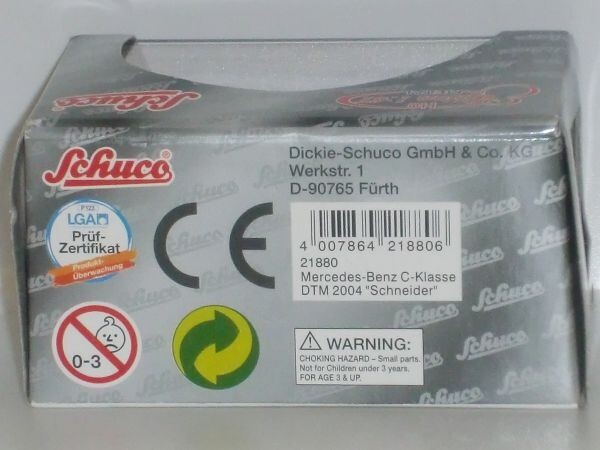 Schuco
Schuco
Dickie-Schuco GmbH & Co. KG
Werkstr. 1
D-90765 Fürth
LGA
Prüf-
Zertifikat
Produkt-
Überwachung
CE
4 007864 218806
21880
Mercedes-Benz C-Klasse
DTM 2004 "Schneider"
0-3
WARNING:
CHOKING HAZARD – Small parts.
Not for Children under 3 years.
FOR AGE 3 & UP.